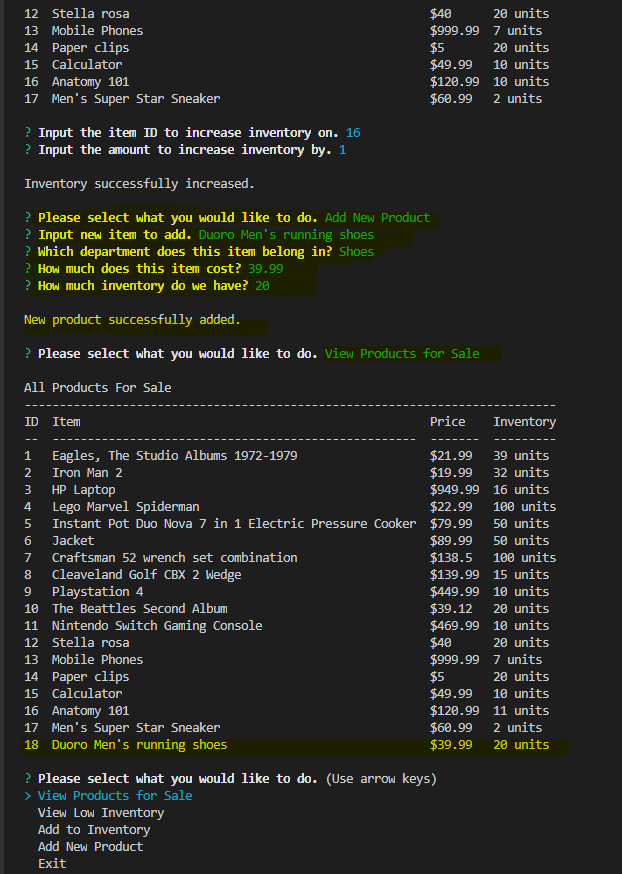 12  Stella rosa                                           $40      20 units
13  Mobile Phones                                         $999.99  7 units
14  Paper clips                                           $5       20 units
15  Calculator                                            $49.99   10 units
16  Anatomy 101                                           $120.99  10 units
17  Men's Super Star Sneaker                              $60.99   2 units
? Input the item ID to increase inventory on. 16
? Input the amount to increase inventory by. 1
Inventory successfully increased.
? Please select what you would like to do. Add New Product
? Input new item to add. Duoro Men's running shoes
? Which department does this item belong in? Shoes
? How much does this item cost? 39.99
? How much inventory do we have? 20
New product successfully added.
? Please select what you would like to do. View Products for Sale
All Products For Sale
----------------------------------------------------------------------------
ID  Item                                                  Price    Inventory
--  ----------------------------------------------------  -------  ---------
1   Eagles, The Studio Albums 1972-1979                   $21.99   39 units
2   Iron Man 2                                            $19.99   32 units
3   HP Laptop                                             $949.99  16 units
4   Lego Marvel Spiderman                                 $22.99   100 units
5   Instant Pot Duo Nova 7 in 1 Electric Pressure Cooker  $79.99   50 units
6   Jacket                                                $89.99   50 units
7   Craftsman 52 wrench set combination                   $138.5   100 units
8   Cleaveland Golf CBX 2 Wedge                           $139.99  15 units
9   Playstation 4                                         $449.99  10 units
10  The Beattles Second Album                             $39.12   20 units
11  Nintendo Switch Gaming Console                        $469.99  10 units
12  Stella rosa                                           $40      20 units
13  Mobile Phones                                         $999.99  7 units
14  Paper clips                                           $5       20 units
15  Calculator                                            $49.99   10 units
16  Anatomy 101                                           $120.99  11 units
17  Men's Super Star Sneaker                              $60.99   2 units
18  Duoro Men's running shoes                             $39.99   20 units
? Please select what you would like to do. (Use arrow keys)
> View Products for Sale
  View Low Inventory
  Add to Inventory
  Add New Product
  Exit